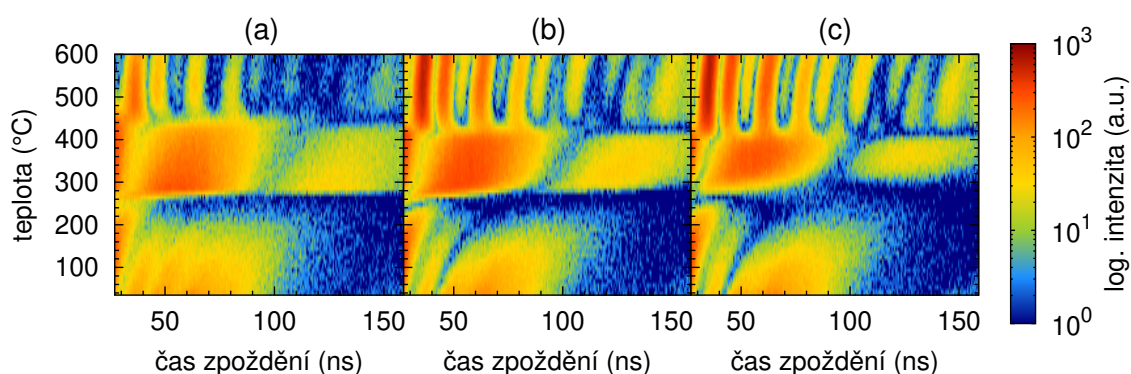 (a) (b) (c)
600
500
400
300
200
100
teplota (°C)
50 100 150 50 100 150 50 100 150
čas zpoždění (ns) čas zpoždění (ns) čas zpoždění (ns)
10³
10²
10¹
10⁰
log. intenzita (a.u.)